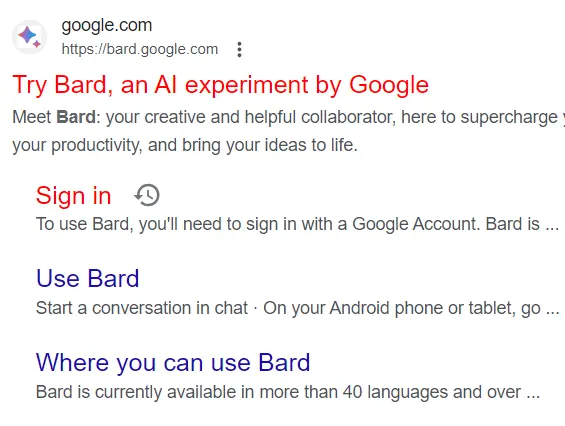 google.com
https://bard.google.com
Try Bard, an AI experiment by Google
Meet Bard: your creative and helpful collaborator, here to supercharge
your productivity, and bring your ideas to life.
Sign in
To use Bard, you'll need to sign in with a Google Account. Bard is ...
Use Bard
Start a conversation in chat · On your Android phone or tablet, go ...
Where you can use Bard
Bard is currently available in more than 40 languages and over ...